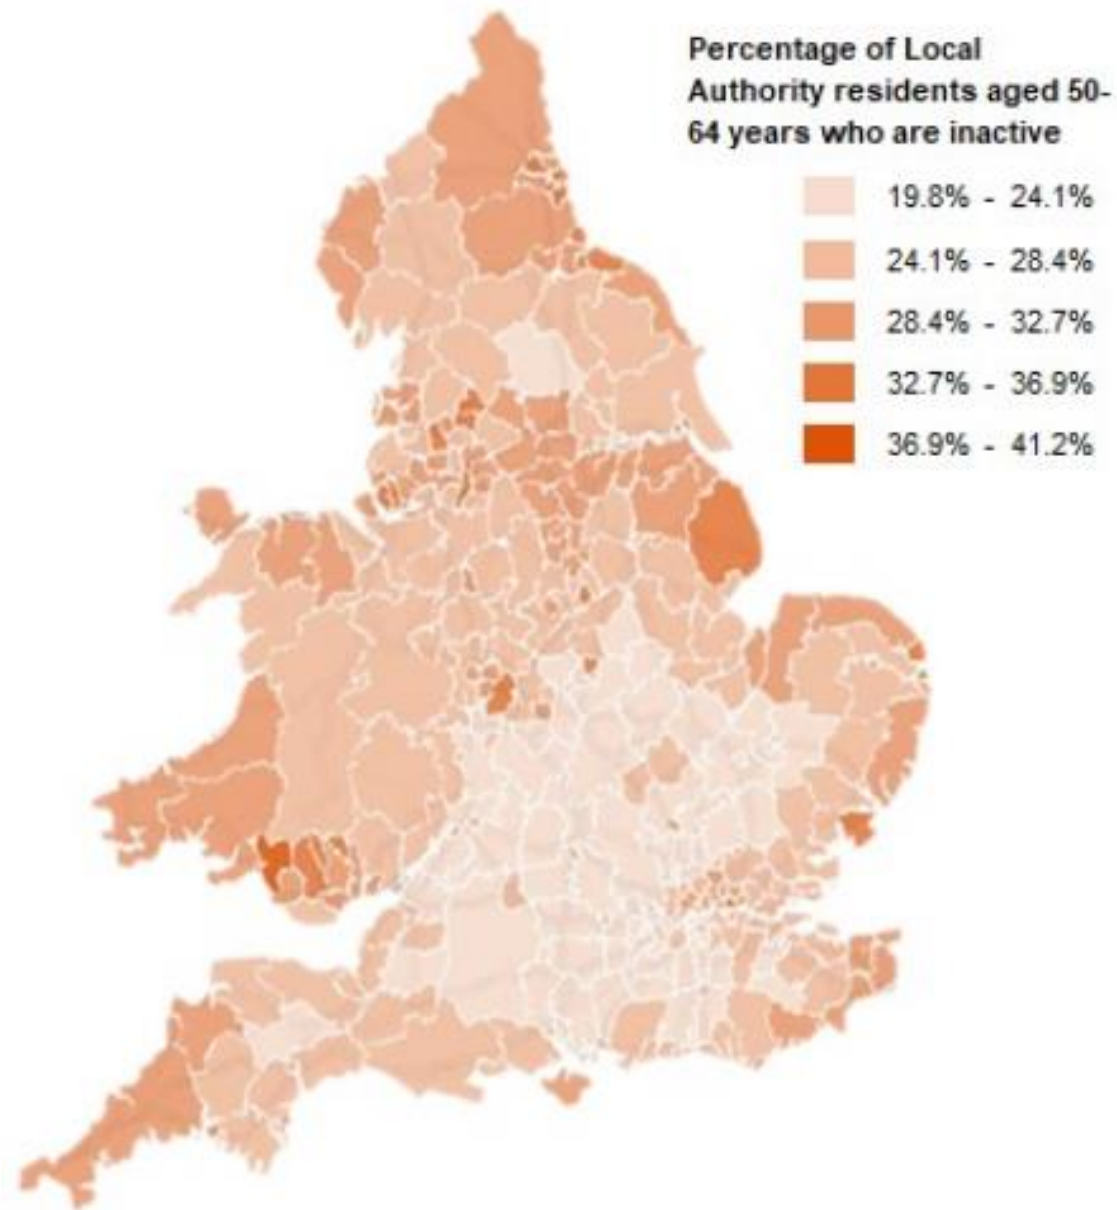 Percentage of Local
Authority residents aged 50-
64 years who are inactive
19.8% - 24.1%
24.1% - 28.4%
28.4% - 32.7%
32.7% - 36.9%
36.9% - 41.2%